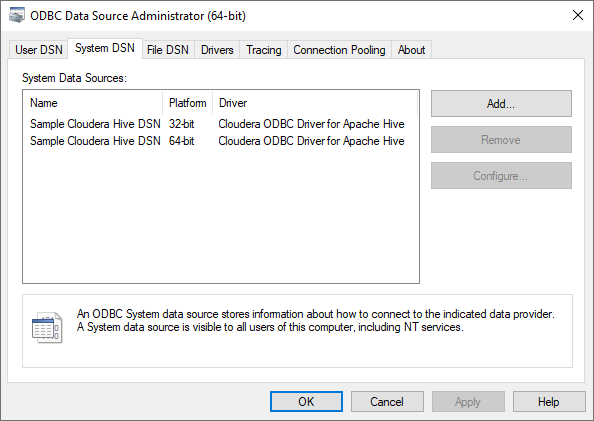 ODBC Data Source Administrator (64-bit)
User DSN System DSN File DSN Drivers Tracing Connection Pooling About
System Data Sources:
Name Platform Driver
Sample Cloudera Hive DSN 32-bit Cloudera ODBC Driver for Apache Hive
Sample Cloudera Hive DSN 64-bit Cloudera ODBC Driver for Apache Hive
Add...
Remove
Configure...
An ODBC System data source stores information about how to connect to the indicated data provider.
A System data source is visible to all users of this computer, including NT services.
OK Cancel Apply Help